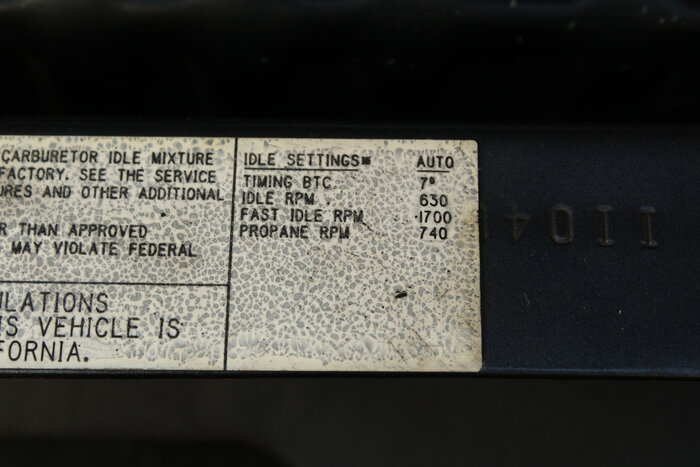 CARBURETOR IDLE MIXTURE
FACTORY. SEE THE SERVICE
URES AND OTHER ADDITIONAL
R THAN APPROVED
MAY VIOLATE FEDERAL
ULATIONS
IS VEHICLE IS
FORNIA.
IDLE SETTINGS* AUTO
TIMING BTC. 7°
IDLE RPM . 630
FAST IDLE RPM 1700
PROPANE RPM 740